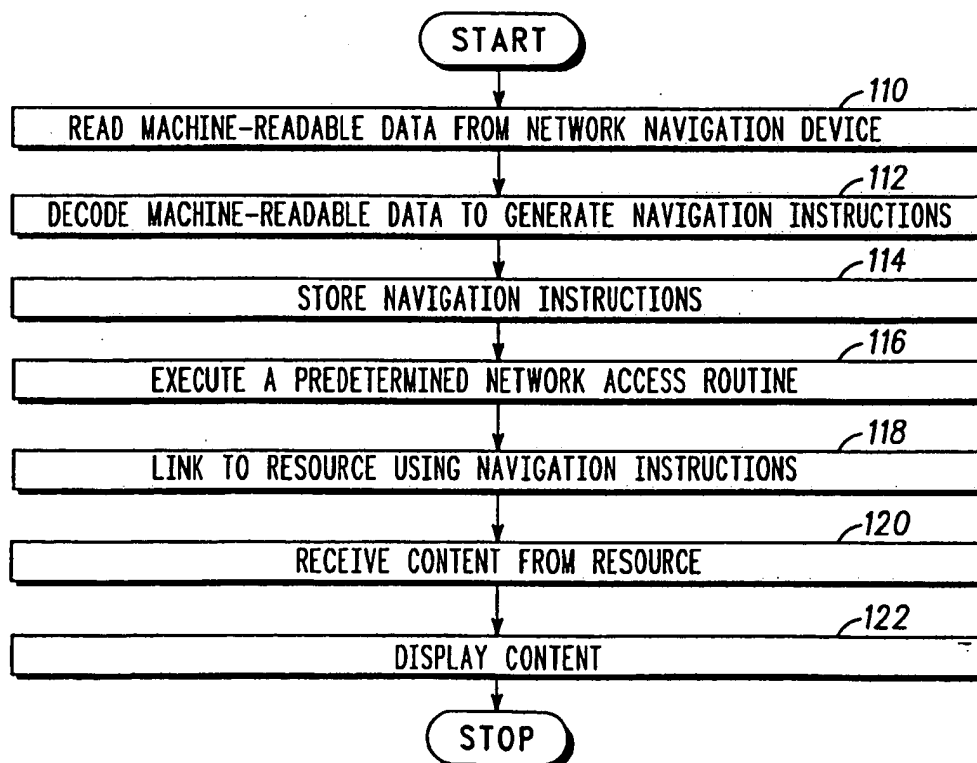 START
110
READ MACHINE-READABLE DATA FROM NETWORK NAVIGATION DEVICE
112
DECODE MACHINE-READABLE DATA TO GENERATE NAVIGATION INSTRUCTIONS
114
STORE NAVIGATION INSTRUCTIONS
116
EXECUTE A PREDETERMINED NETWORK ACCESS ROUTINE
118
LINK TO RESOURCE USING NAVIGATION INSTRUCTIONS
120
RECEIVE CONTENT FROM RESOURCE
122
DISPLAY CONTENT
STOP